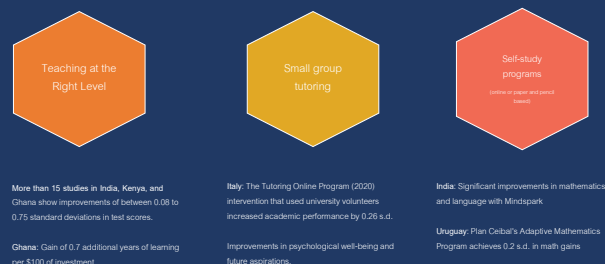 Teaching at the
Right Level
Small group
tutoring
Self-study
programs
(online or paper and pencil
based)
More than 15 studies in India, Kenya, and
Ghana show improvements of between 0.08 to
0.75 standard deviations in test scores.
Ghana: Gain of 0.7 additional years of learning
per $100 of investment
Italy: The Tutoring Online Program (2020)
intervention that used university volunteers
increased academic performance by 0.26 s.d.
Improvements in psychological well-being and
future aspirations.
India: Significant improvements in mathematics
and language with Mindspark
Uruguay: Plan Ceibal's Adaptive Mathematics
Program achieves 0.2 s.d. in math gains